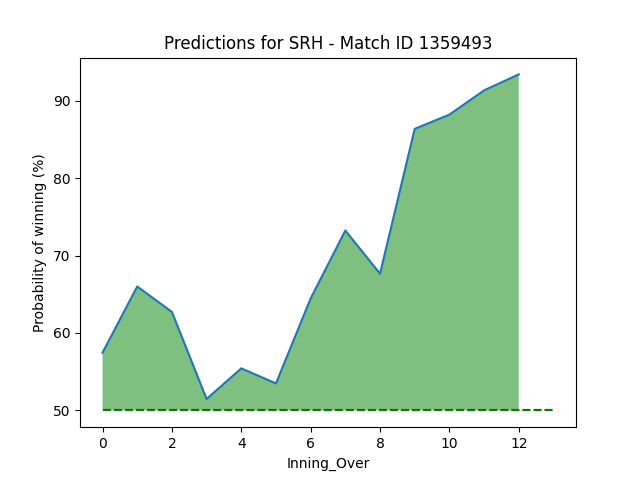 Predictions for SRH - Match ID 1359493
Probability of winning (%)
90
80
70
60
50
0 2 4 6 8 10 12
Inning_Over